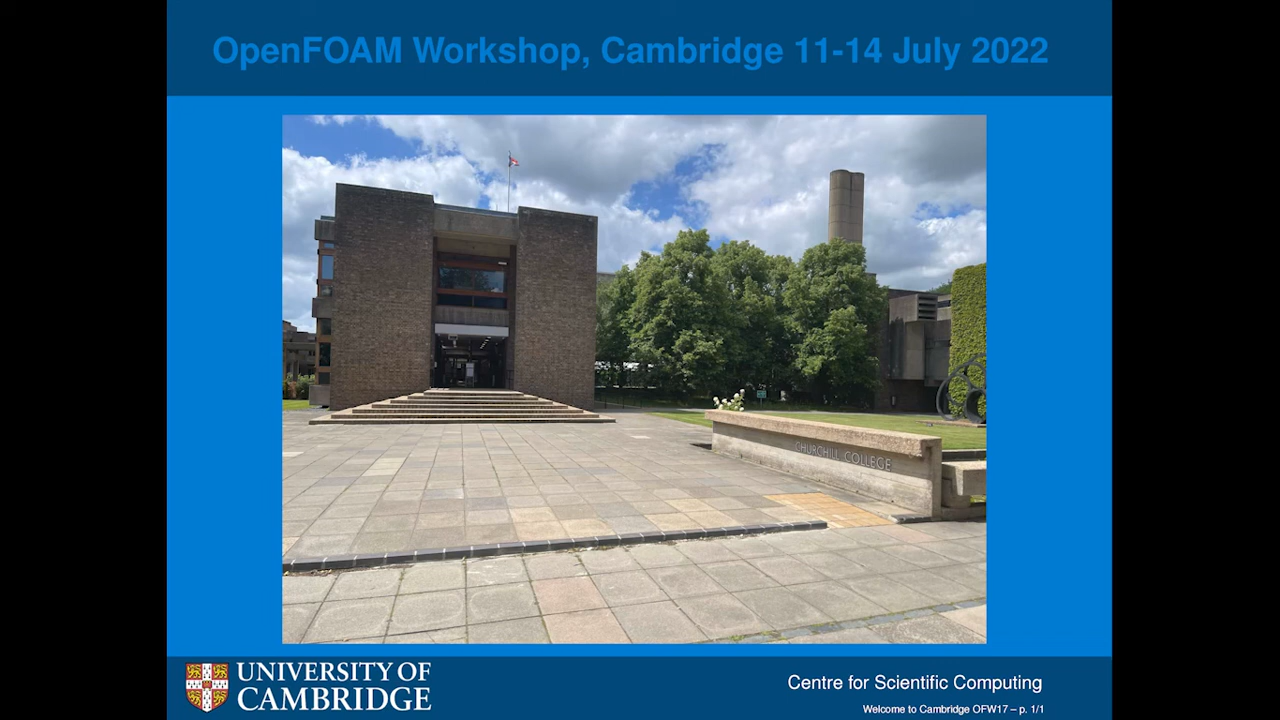 OpenFOAM Workshop, Cambridge 11-14 July 2022
CHURCHILL COLLEGE
UNIVERSITY OF
CAMBRIDGE
Centre for Scientific Computing
Welcome to Cambridge OFW17 – p. 1/1